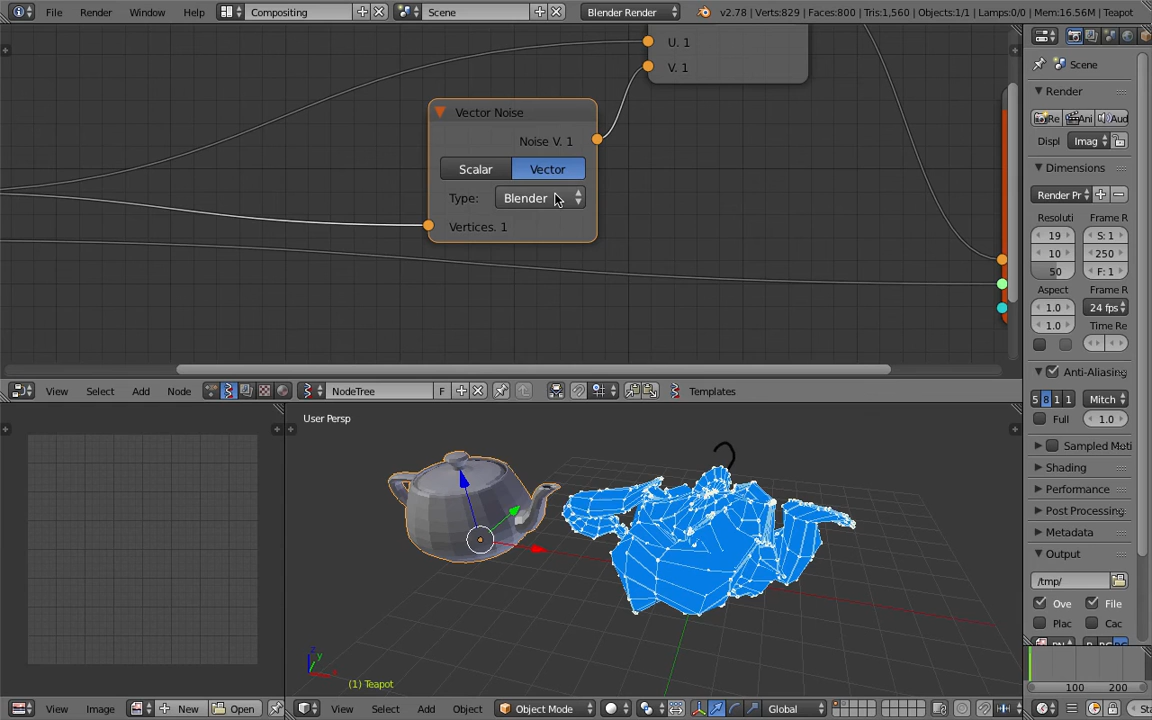 File Render Window Help Compositing Scene Blender Render v2.78 | Verts:829 | Faces:800 | Tris:1,560 | Objects:1/1 | Lamps:0/0 | Mem:16.56M | Teapot
U. 1
V. 1
Vector Noise
Noise V. 1
Scalar Vector
Type: Blender
Vertices. 1
View Select Add Node NodeTree F Templates
User Persp
z
y
(1) Teapot
View Image New Open
View Select Add Object Object Mode Global
Scene
Render
Re Ani Aud
Displ Imag
Dimensions
Render Pr
Resoluti Frame R
19 S: 1
10 250
50 F: 1
Aspect Frame R
1.0 24 fps
1.0 Time Re
Anti-Aliasing
5 8 1 1 Mitch
Full 1.0
Sampled Moti
Shading
Performance
Post Processing
Metadata
Output
/tmp/
Ove File
Plac Cac
100 200